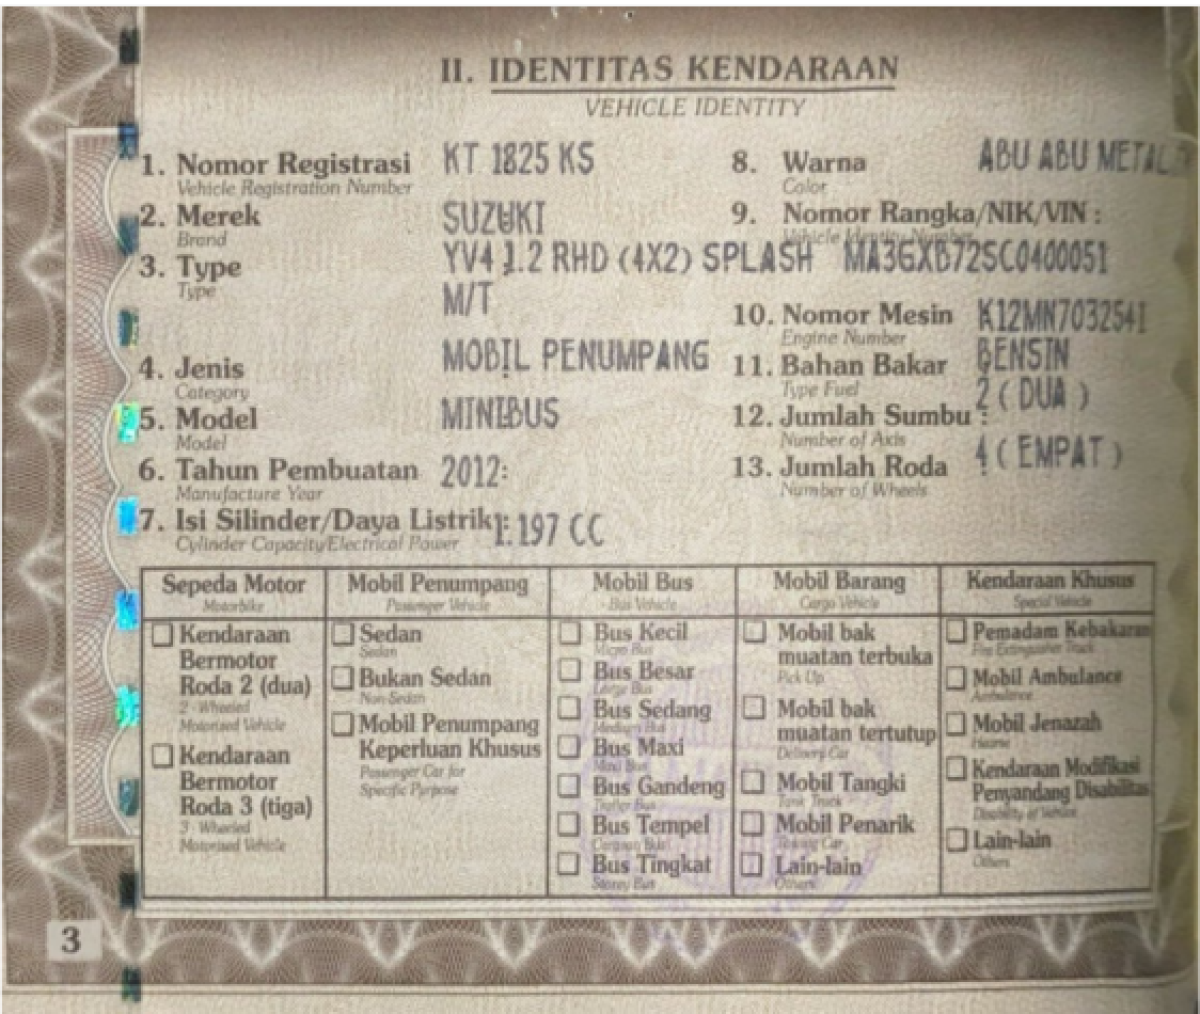 II. IDENTITAS KENDARAAN
VEHICLE IDENTITY
1. Nomor Registrasi KT 1825 KS
Vehicle Registration Number
2. Merek SUZUKI
Brand
3. Type YV4 1.2 RHD (4X2) SPLASH
Type
M/T
4. Jenis MOBIL PENUMPANG
Category
5. Model MINIBUS
Model
6. Tahun Pembuatan 2012:
Manufacture Year
7. Isi Silinder/Daya Listrik: 1.197 CC
Cylinder Capacity/Electrical Power
8. Warna ABU ABU METAL
Color
9. Nomor Rangka/NIK/VIN :
Vehicle Identity Number
MA3GXB72SC0400051
10. Nomor Mesin K12MN7032541
Engine Number
11. Bahan Bakar BENSIN
Type Fuel
12. Jumlah Sumbu : 2 ( DUA )
Number of Axis
13. Jumlah Roda 4 ( EMPAT )
Number of Wheels
Sepeda Motor
Motorbike
Kendaraan
Bermotor
Roda 2 (dua)
2 - Wheeled
Motorised Vehicle
Kendaraan
Bermotor
Roda 3 (tiga)
3 - Wheeled
Motorised Vehicle
Mobil Penumpang
Passenger Vehicle
Sedan
Sedan
Bukan Sedan
Non-Sedan
Mobil Penumpang
Keperluan Khusus
Passenger Car for
Specific Purpose
Mobil Bus
Bus Vehicle
Bus Kecil
Micro Bus
Bus Besar
Large Bus
Bus Sedang
Medium Bus
Bus Maxi
Maxi Bus
Bus Gandeng
Trailer Bus
Bus Tempel
Bus Tingkat
Storey Bus
Mobil Barang
Cargo Vehicle
Mobil bak
muatan terbuka
Pick Up
Mobil bak
muatan tertutup
Delivery Car
Mobil Tangki
Tank Truck
Mobil Penarik
Towing Car
Lain-lain
Others
Kendaraan Khusus
Special Vehicle
Pemadam Kebakaran
Fire Extinguisher Truck
Mobil Ambulance
Ambulance
Mobil Jenazah
Hearse
Kendaraan Modifikasi
Penyandang Disabilitas
Disability of Vehicle
Lain-lain
Others
3